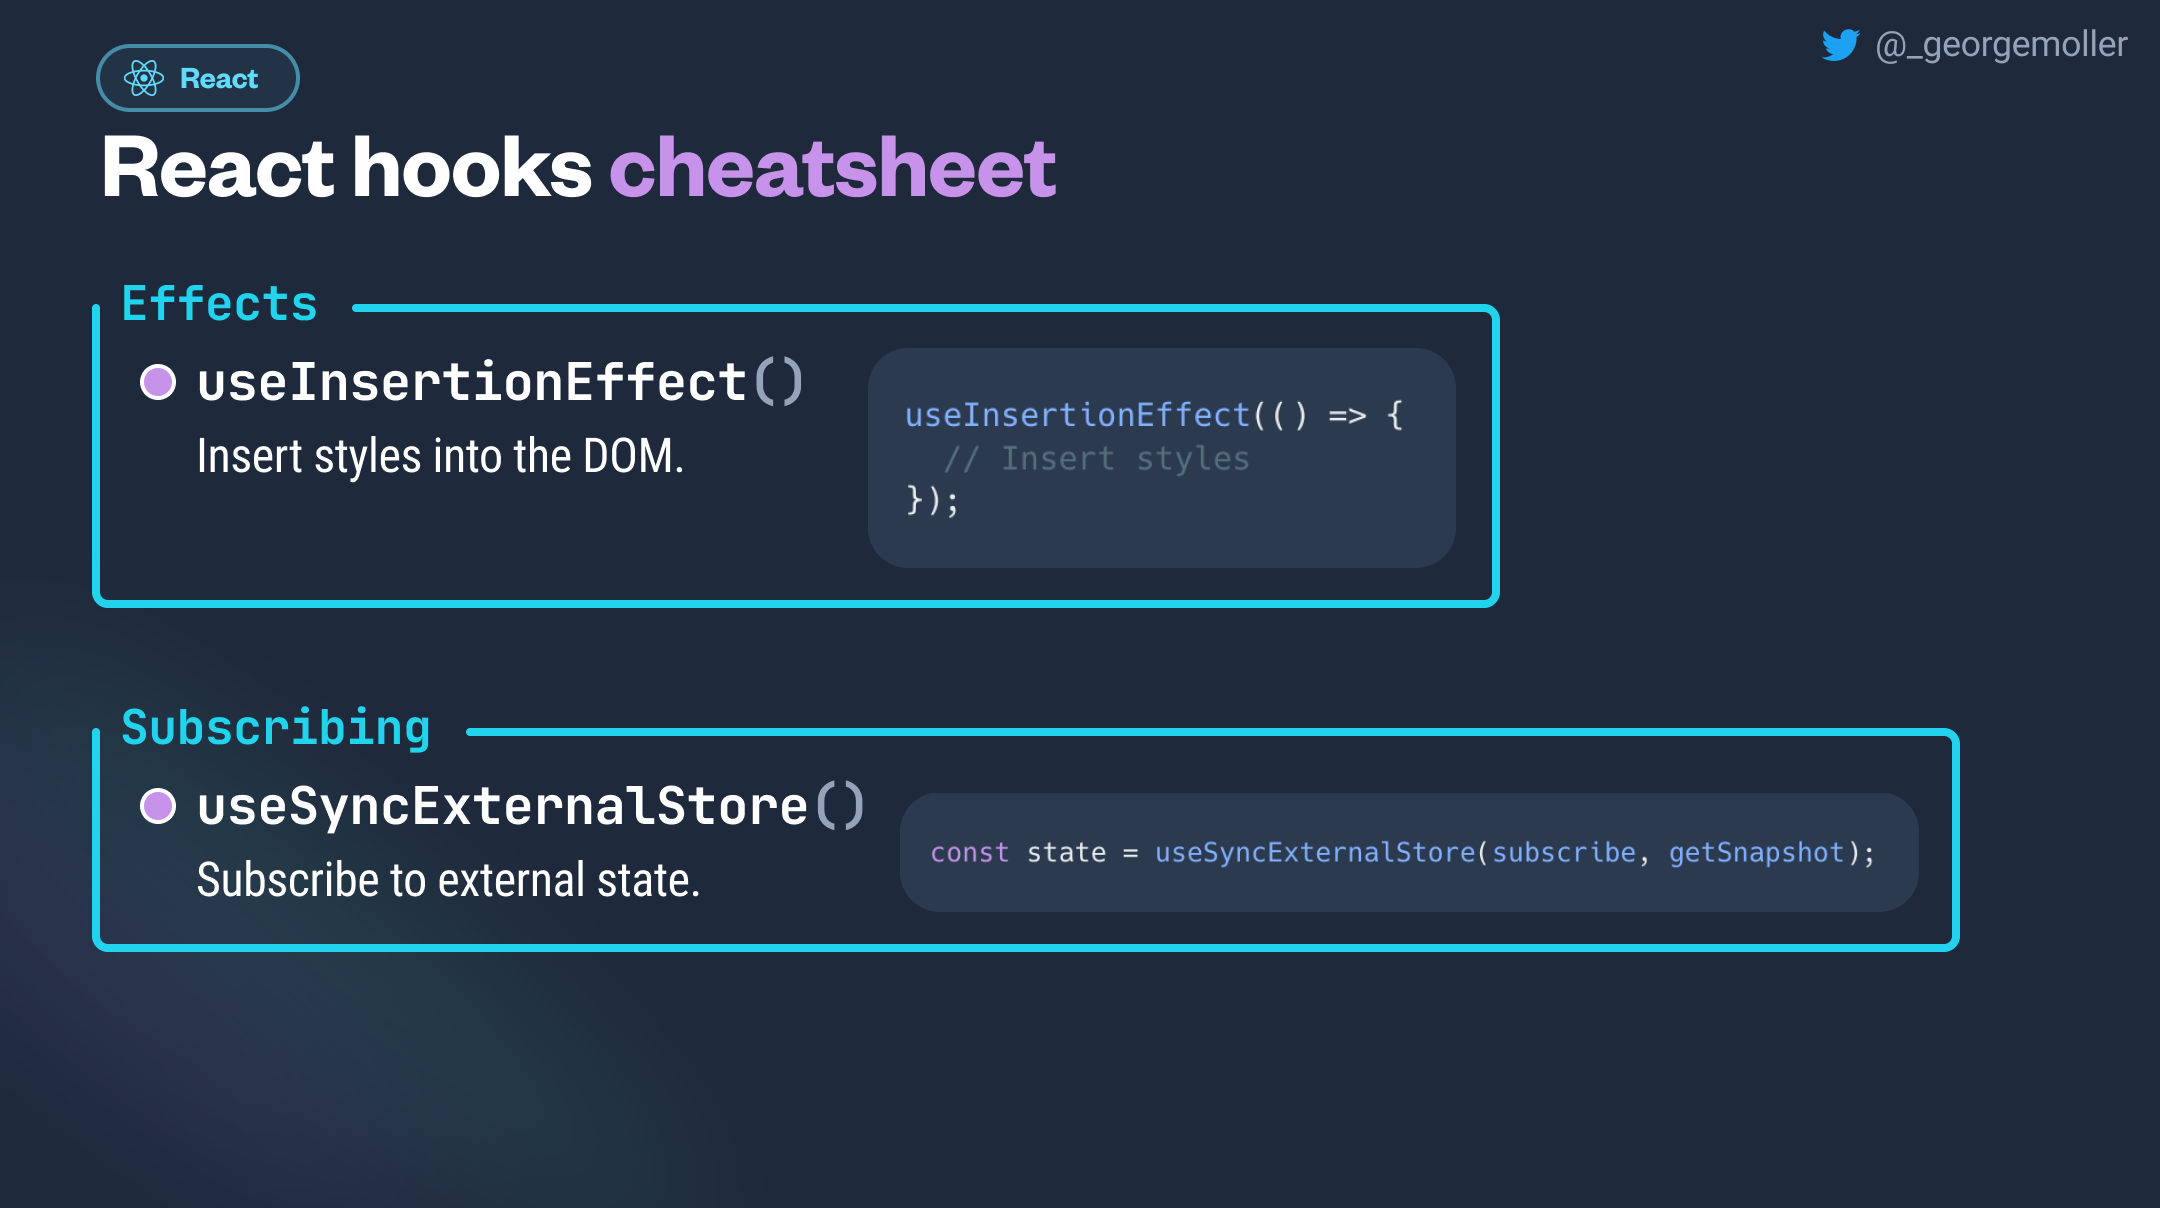 React
@_georgemoller
React hooks cheatsheet
Effects
useInsertionEffect()
Insert styles into the DOM.
useInsertionEffect(() => {
  // Insert styles
});
Subscribing
useSyncExternalStore()
Subscribe to external state.
const state = useSyncExternalStore(subscribe, getSnapshot);